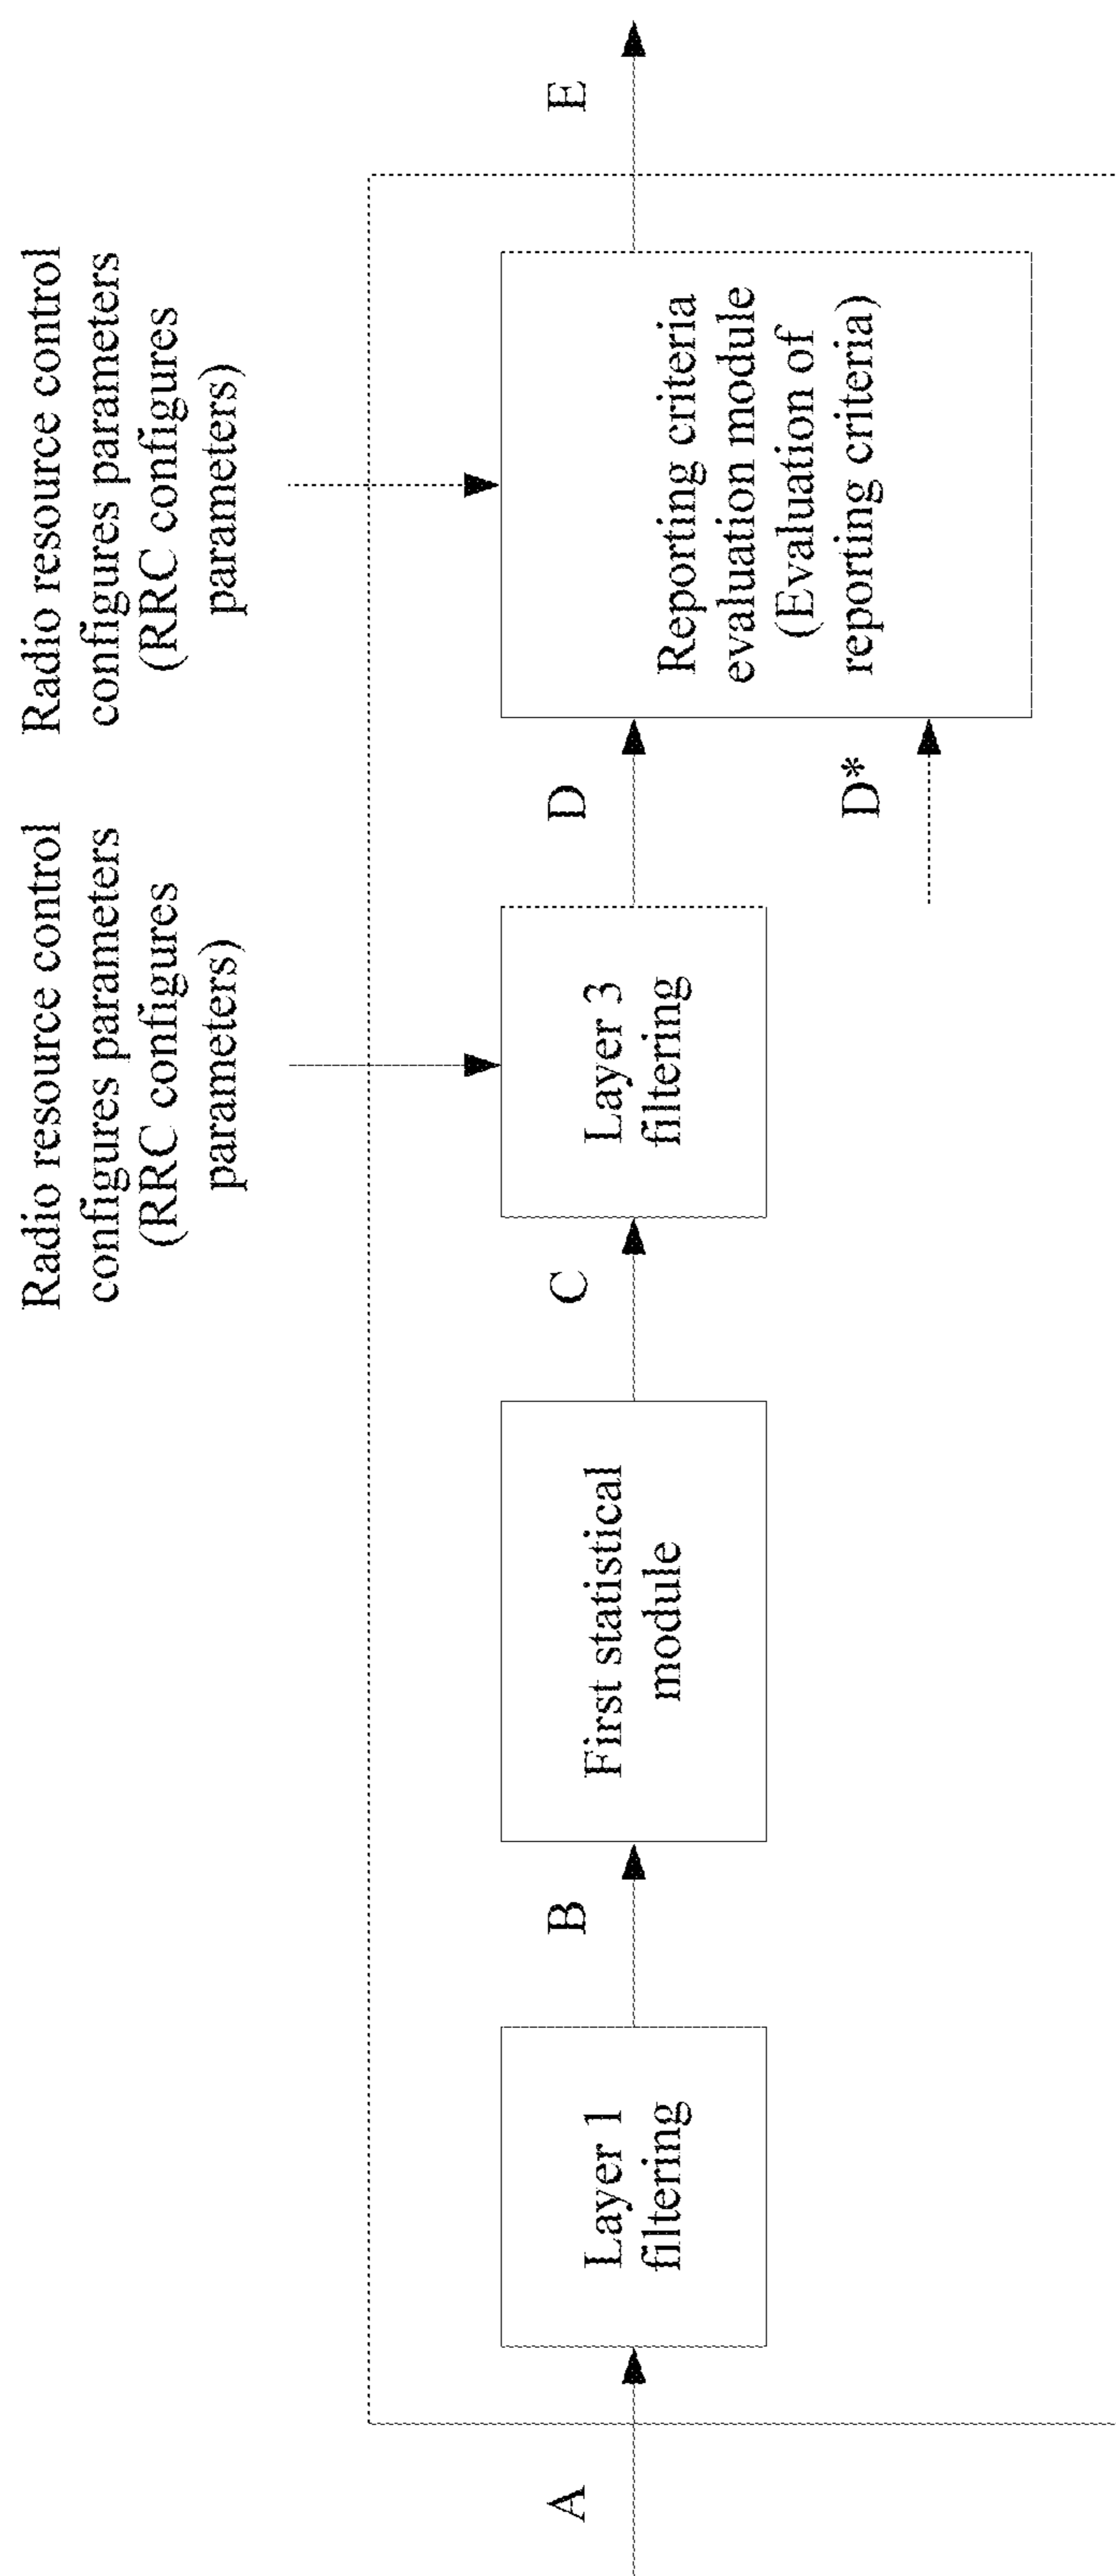 Radio resource control
configures parameters
(RRC configures
parameters)
Radio resource control
configures parameters
(RRC configures
parameters)
A
Layer 1
filtering
B
First statistical
module
C
Layer 3
filtering
D
D*
Reporting criteria
evaluation module
(Evaluation of
reporting criteria)
E